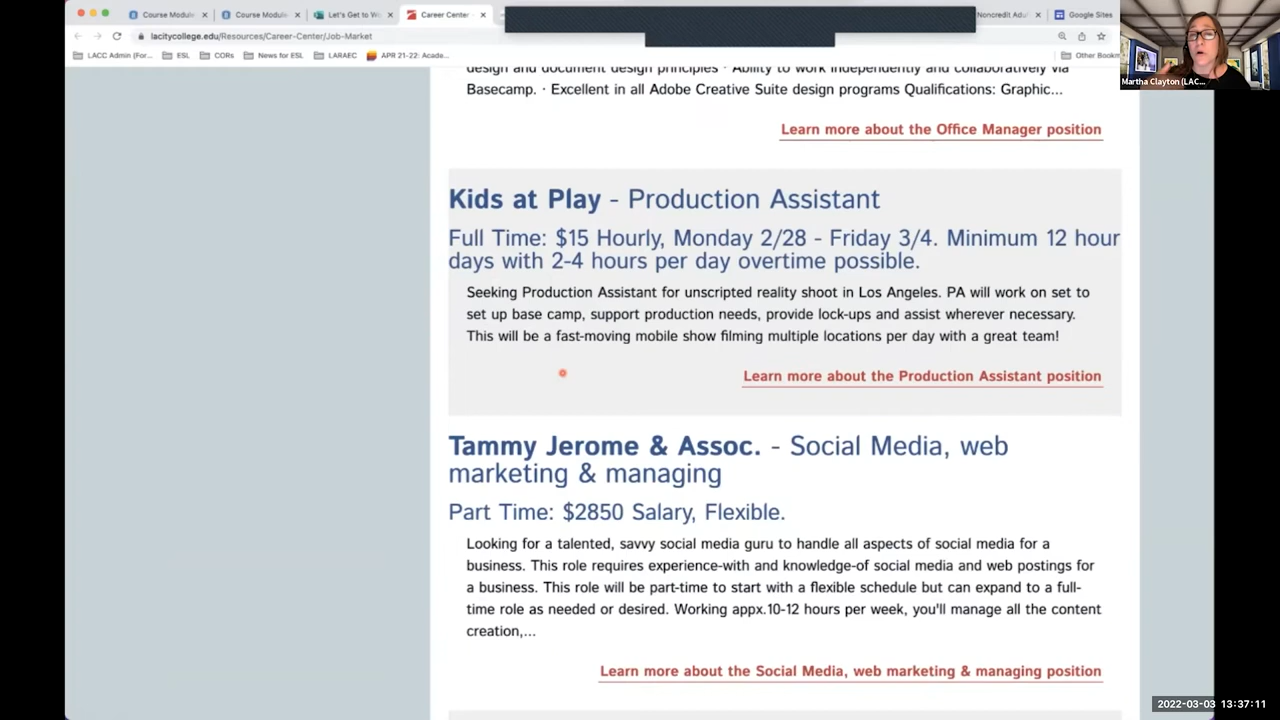 Course Module
Course Module
Let's Get to Wo
Career Center
Noncredit Adu
Google Sites
lacitycollege.edu/Resources/Career-Center/Job-Market
LACC Admin (For...
ESL
CORs
News for ESL
LARAEC
APR 21-22: Acade...
Other Bookm
Martha Clayton (LAC...
design and document design principles · Ability to work independently and collaboratively via
Basecamp. · Excellent in all Adobe Creative Suite design programs Qualifications: Graphic...
Learn more about the Office Manager position
Kids at Play - Production Assistant
Full Time: $15 Hourly, Monday 2/28 - Friday 3/4. Minimum 12 hour
days with 2-4 hours per day overtime possible.
Seeking Production Assistant for unscripted reality shoot in Los Angeles. PA will work on set to
set up base camp, support production needs, provide lock-ups and assist wherever necessary.
This will be a fast-moving mobile show filming multiple locations per day with a great team!
Learn more about the Production Assistant position
Tammy Jerome & Assoc. - Social Media, web
marketing & managing
Part Time: $2850 Salary, Flexible.
Looking for a talented, savvy social media guru to handle all aspects of social media for a
business. This role requires experience-with and knowledge-of social media and web postings for
a business. This role will be part-time to start with a flexible schedule but can expand to a full-
time role as needed or desired. Working appx.10-12 hours per week, you'll manage all the content
creation,...
Learn more about the Social Media, web marketing & managing position
2022-03-03 13:37:11